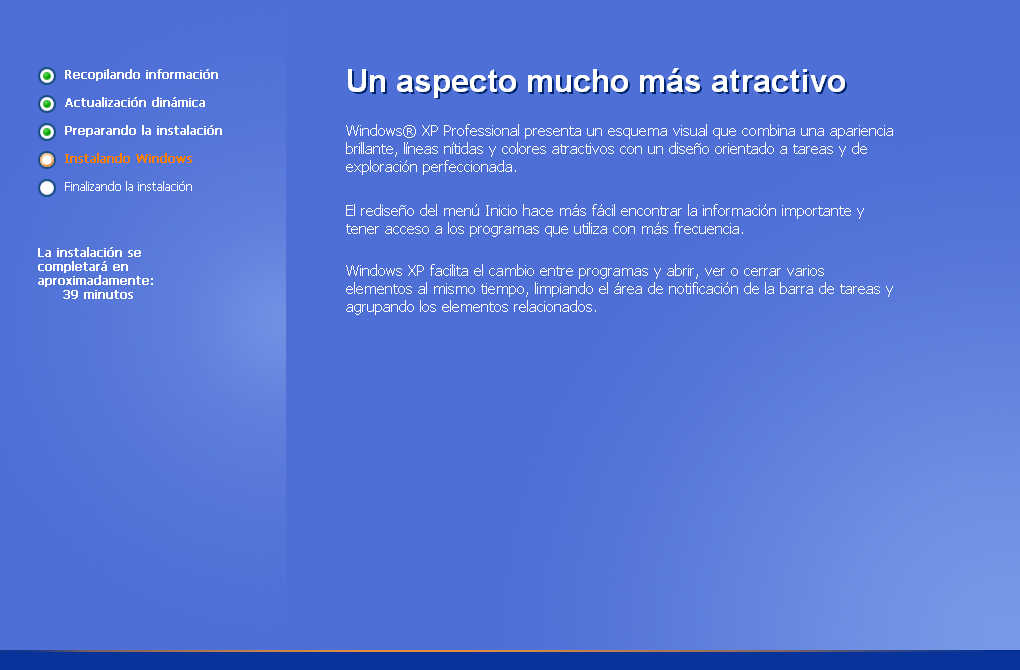 Recopilando información
Actualización dinámica
Preparando la instalación
Instalando Windows
Finalizando la instalación
La instalación se
completará en
aproximadamente:
39 minutos
Un aspecto mucho más atractivo
Windows® XP Professional presenta un esquema visual que combina una apariencia
brillante, líneas nítidas y colores atractivos con un diseño orientado a tareas y de
exploración perfeccionada.
El rediseño del menú Inicio hace más fácil encontrar la información importante y
tener acceso a los programas que utiliza con más frecuencia.
Windows XP facilita el cambio entre programas y abrir, ver o cerrar varios
elementos al mismo tiempo, limpiando el área de notificación de la barra de tareas y
agrupando los elementos relacionados.